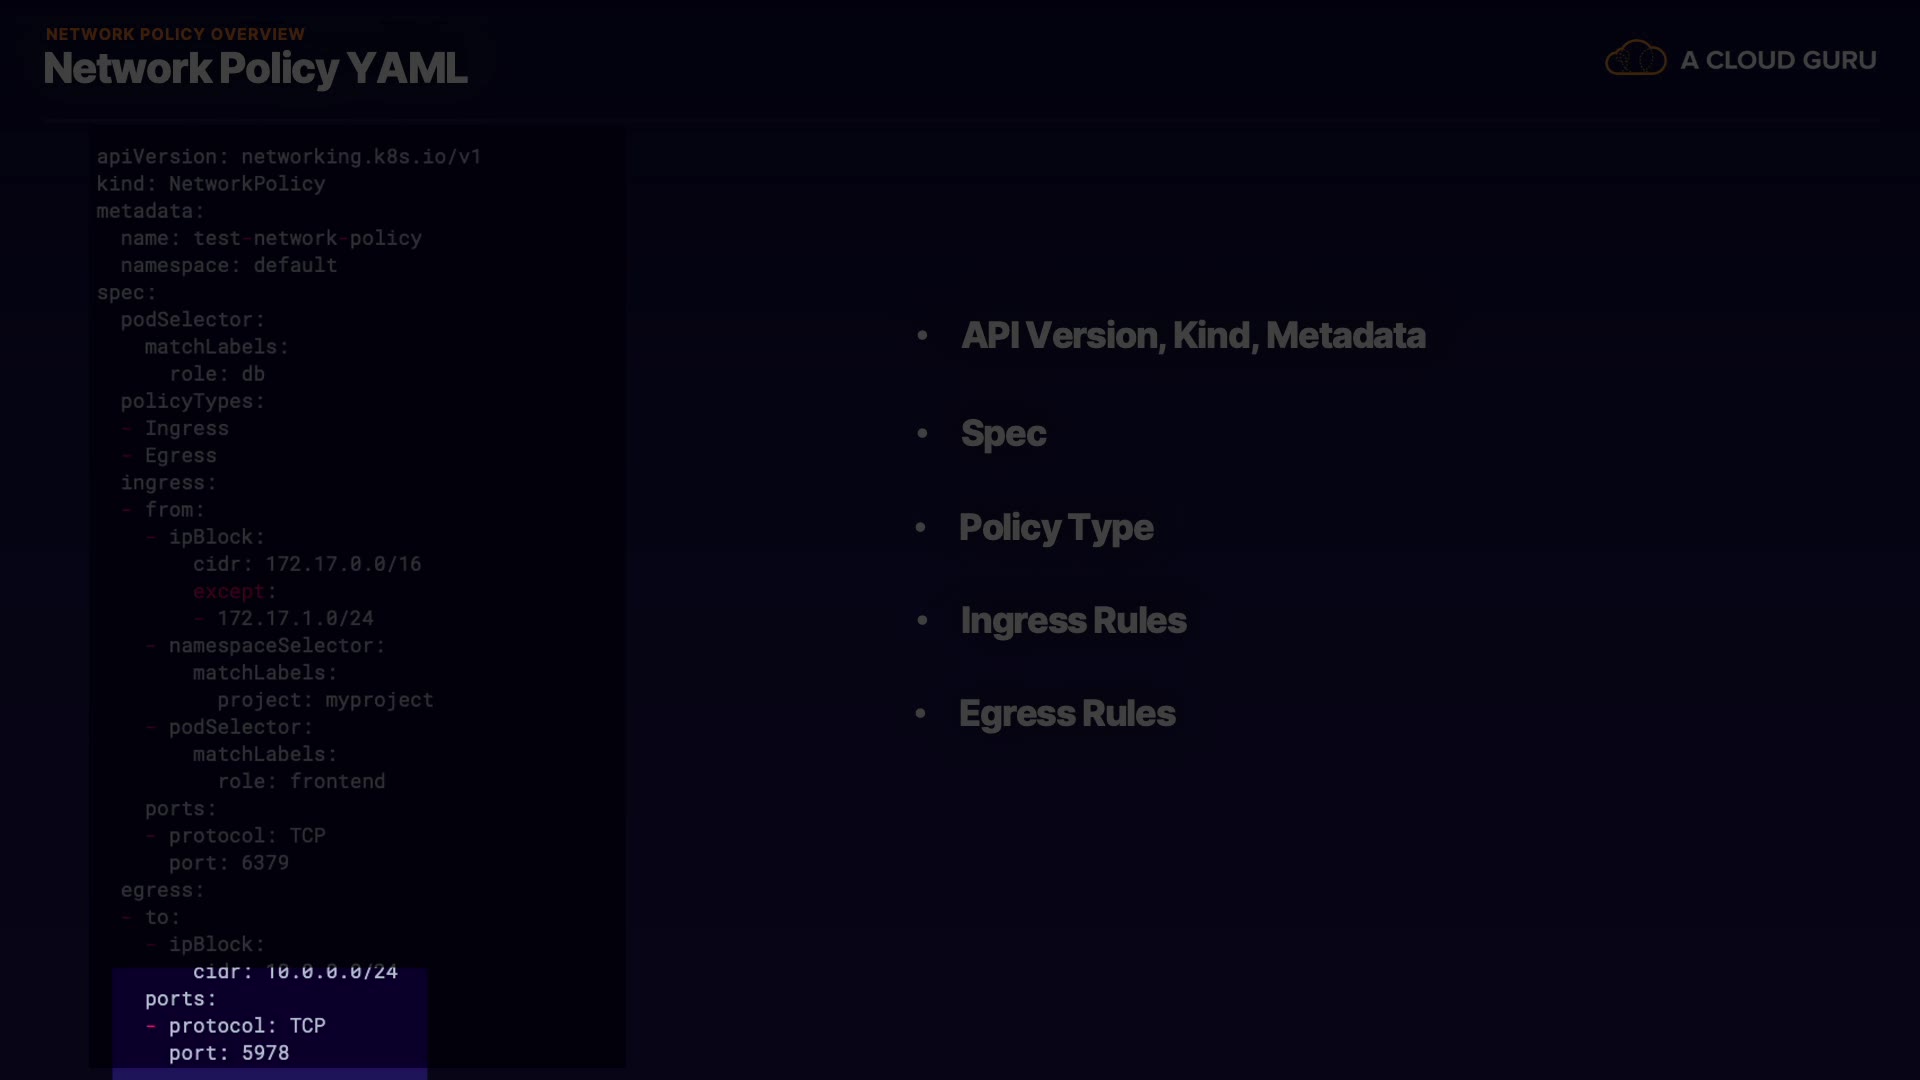 NETWORK POLICY OVERVIEW
Network Policy YAML
A CLOUD GURU
apiVersion: networking.k8s.io/v1
kind: NetworkPolicy
metadata:
  name: test-network-policy
  namespace: default
spec:
  podSelector:
    matchLabels:
      role: db
  policyTypes:
  - Ingress
  - Egress
  ingress:
  - from:
    - ipBlock:
        cidr: 172.17.0.0/16
        except:
        - 172.17.1.0/24
    - namespaceSelector:
        matchLabels:
          project: myproject
    - podSelector:
        matchLabels:
          role: frontend
    ports:
    - protocol: TCP
      port: 6379
  egress:
  - to:
    - ipBlock:
        cidr: 10.0.0.0/24
    ports:
    - protocol: TCP
      port: 5978
• API Version, Kind, Metadata
• Spec
• Policy Type
• Ingress Rules
• Egress Rules